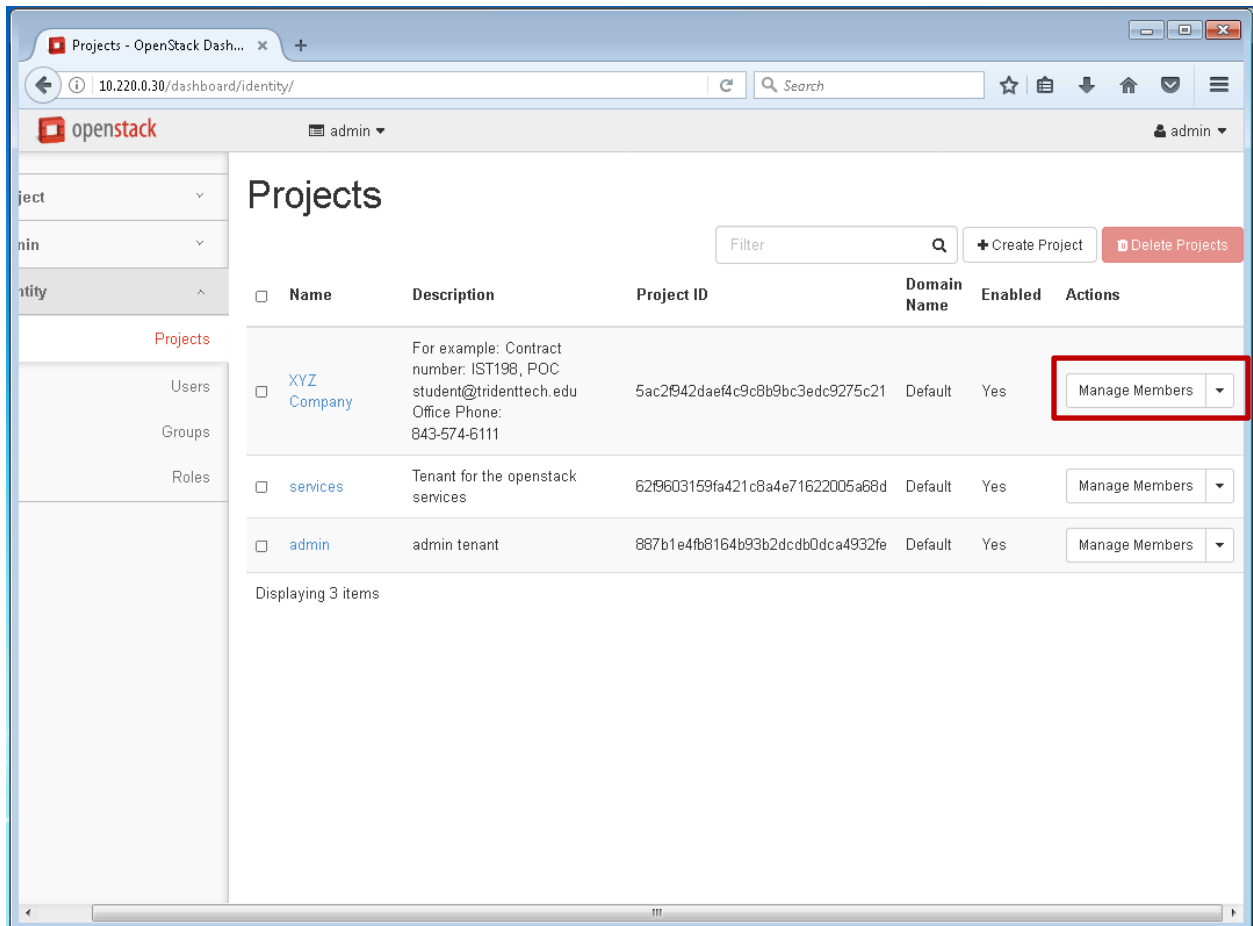 Projects - OpenStack Dash...
10.220.0.30/dashboard/identity/
Search
openstack
admin
admin
ject
nin
ntity
Projects
Users
Groups
Roles
Projects
Filter
Create Project
Delete Projects
Name Description Project ID Domain Name Enabled Actions
XYZ Company
For example: Contract
number: IST198, POC
student@tridenttech.edu
Office Phone:
843-574-6111
5ac2f942daef4c9c8b9bc3edc9275c21 Default Yes Manage Members
services
Tenant for the openstack
services
62f9603159fa421c8a4e71622005a68d Default Yes Manage Members
admin admin tenant 887b1e4fb8164b93b2dcdb0dca4932fe Default Yes Manage Members
Displaying 3 items